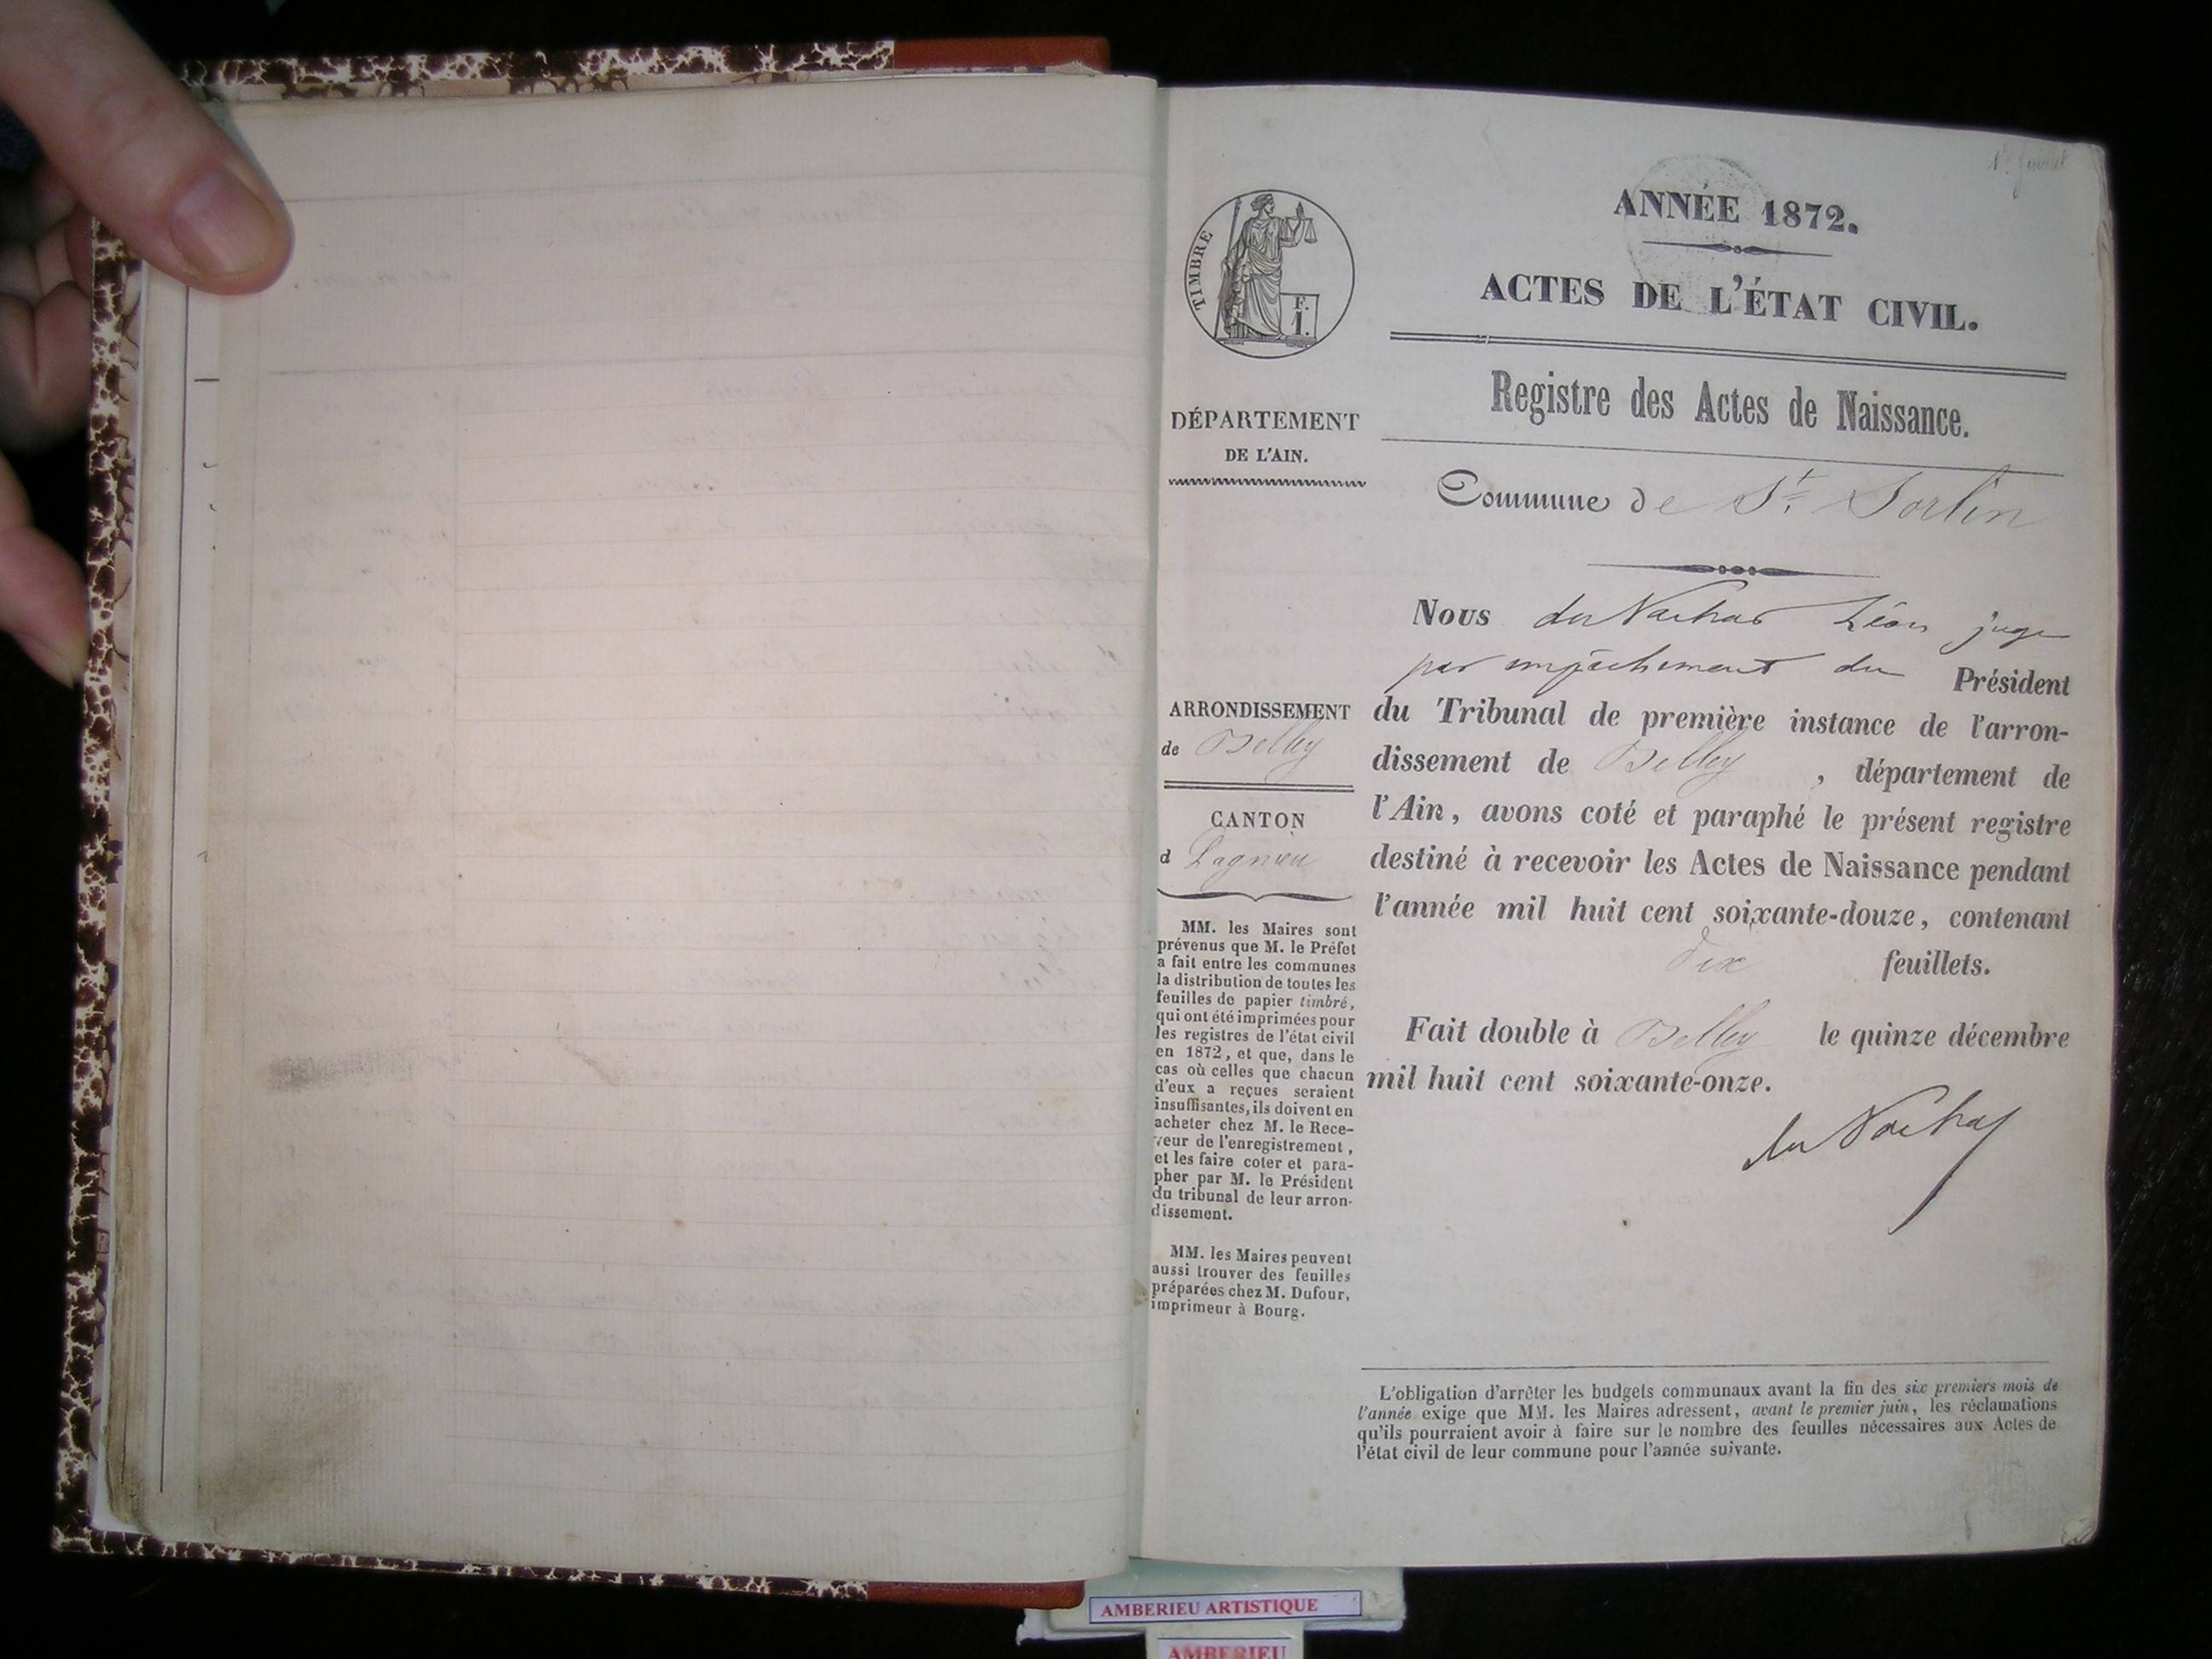 ANNÉE 1872.
ACTES DE L'ÉTAT CIVIL.
Registre des Actes de Naissance.
Commune de St. Sorlin
TIMBRE
F.
1.
DÉPARTEMENT
DE L'AIN.
ARRONDISSEMENT
de Belley
CANTON
d Lagnieu
MM. les Maires sont
prévenus que M. le Préfet
a fait entre les communes
la distribution de toutes les
feuilles de papier timbré,
qui ont été imprimées pour
les registres de l'état civil
en 1872, et que, dans le
cas où celles que chacun
d'eux a reçues seraient
insuffisantes, ils doivent en
acheter chez M. le Rece-
veur de l'enregistrement,
et les faire coter et para-
pher par M. le Président
du tribunal de leur arron-
dissement.
MM. les Maires peuvent
aussi trouver des feuilles
préparées chez M. Dufour,
imprimeur à Bourg.
Nous Léon juge
par empêchement du Président
du Tribunal de première instance de l'arron-
dissement de Belley, département de
l'Ain, avons coté et paraphé le présent registre
destiné à recevoir les Actes de Naissance pendant
l'année mil huit cent soixante-douze, contenant
dix feuillets.
Fait double à Belley le quinze décembre
mil huit cent soixante-onze.
L'obligation d'arrêter les budgets communaux avant la fin des six premiers mois de
l'année exige que MM. les Maires adressent, avant le premier juin, les réclamations
qu'ils pourraient avoir à faire sur le nombre des feuilles nécessaires aux Actes de
l'état civil de leur commune pour l'année suivante.
AMBERIEU ARTISTIQUE
AMBERIEU